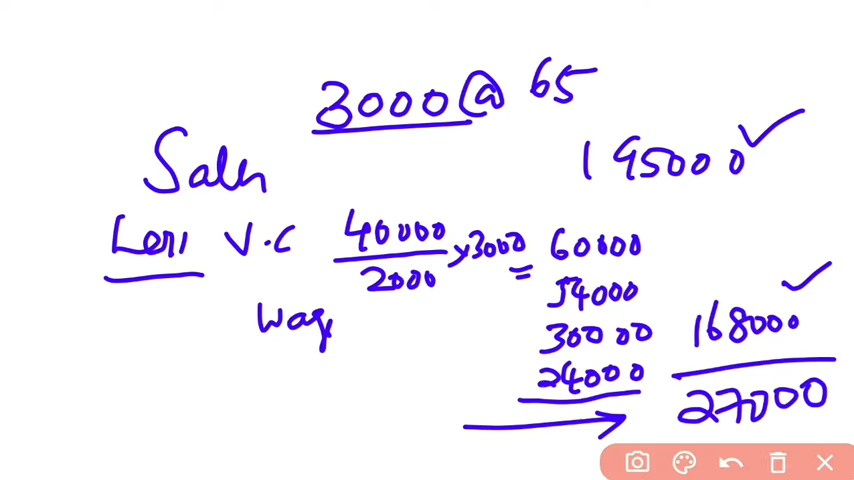 3000 @ 65
Sales 195000 ✓
Less V.C 40000/2000 × 3000 = 60000
54000
Wag 30000 168000 ✓
24000
27000